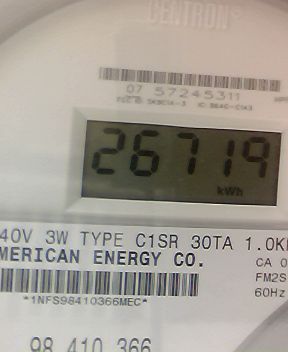 CENTRON®
07 57245311
26719
kWh
40V 3W TYPE C1SR 30TA 1.0K
MERICAN ENERGY CO.
CA 0
FM2S
60Hz
*1NFS98410366MEC*
98 410 366